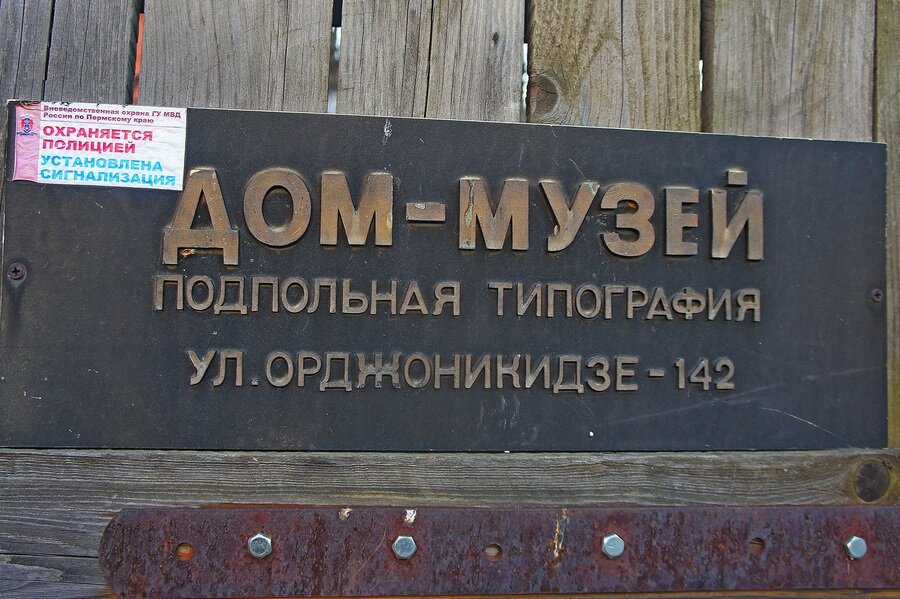 Вневедомственная охрана ГУ МВД
России по Пермскому краю
ОХРАНЯЕТСЯ
ПОЛИЦИЕЙ
УСТАНОВЛЕНА
СИГНАЛИЗАЦИЯ
ДОМ-МУЗЕЙ
ПОДПОЛЬНАЯ ТИПОГРАФИЯ
УЛ. ОРДЖОНИКИДЗЕ - 142